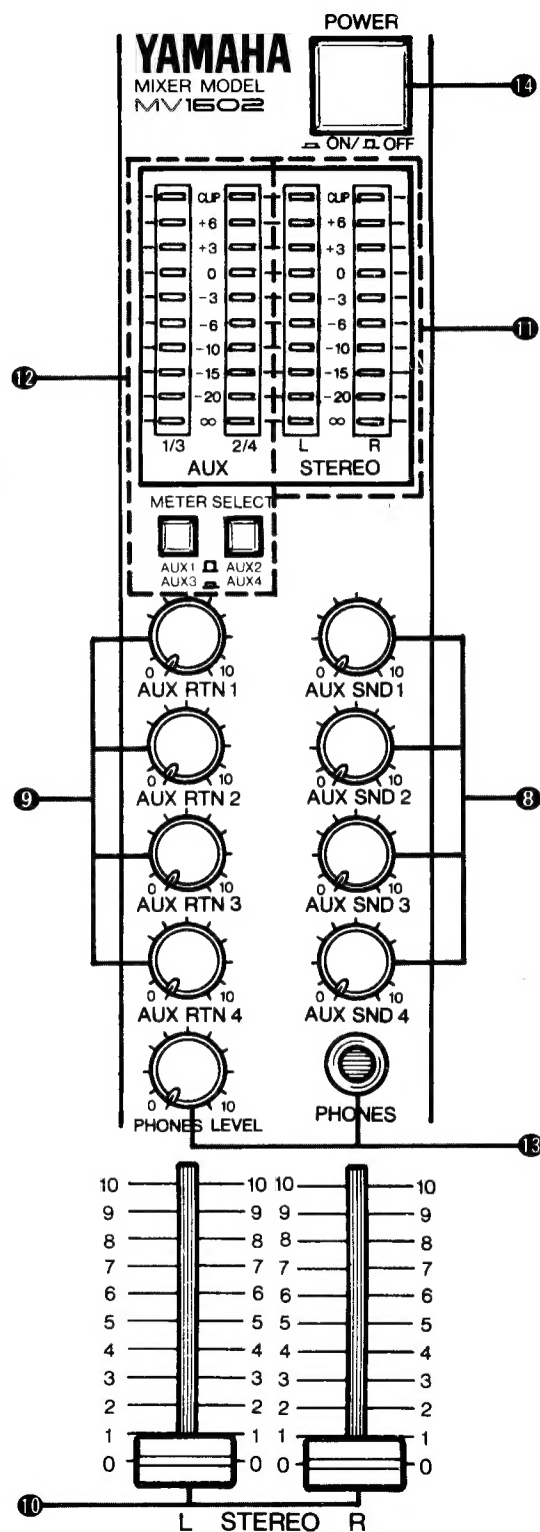 POWER
YAMAHA
MIXER MODEL
MV1602
14
ON/ OFF
CLIP CLIP
+6 +6
+3 +3
0 0
-3 -3
-6 -6
11
-10 -10
12
-15 -15
-20 -20
∞ ∞
1/3 2/4 L R
AUX STEREO
METER SELECT
AUX1 AUX2
AUX3 AUX4
0 10 0 10
AUX RTN 1 AUX SND 1
0 10 0 10
AUX RTN 2 AUX SND 2
9 8
0 10 0 10
AUX RTN 3 AUX SND 3
0 10 0 10
AUX RTN 4 AUX SND 4
0 10
PHONES LEVEL PHONES
13
10 10 10 10
9 9 9 9
8 8 8 8
7 7 7 7
6 6 6 6
5 5 5 5
4 4 4 4
3 3 3 3
2 2 2 2
1 1 1 1
0 0 0 0
10
L STEREO R